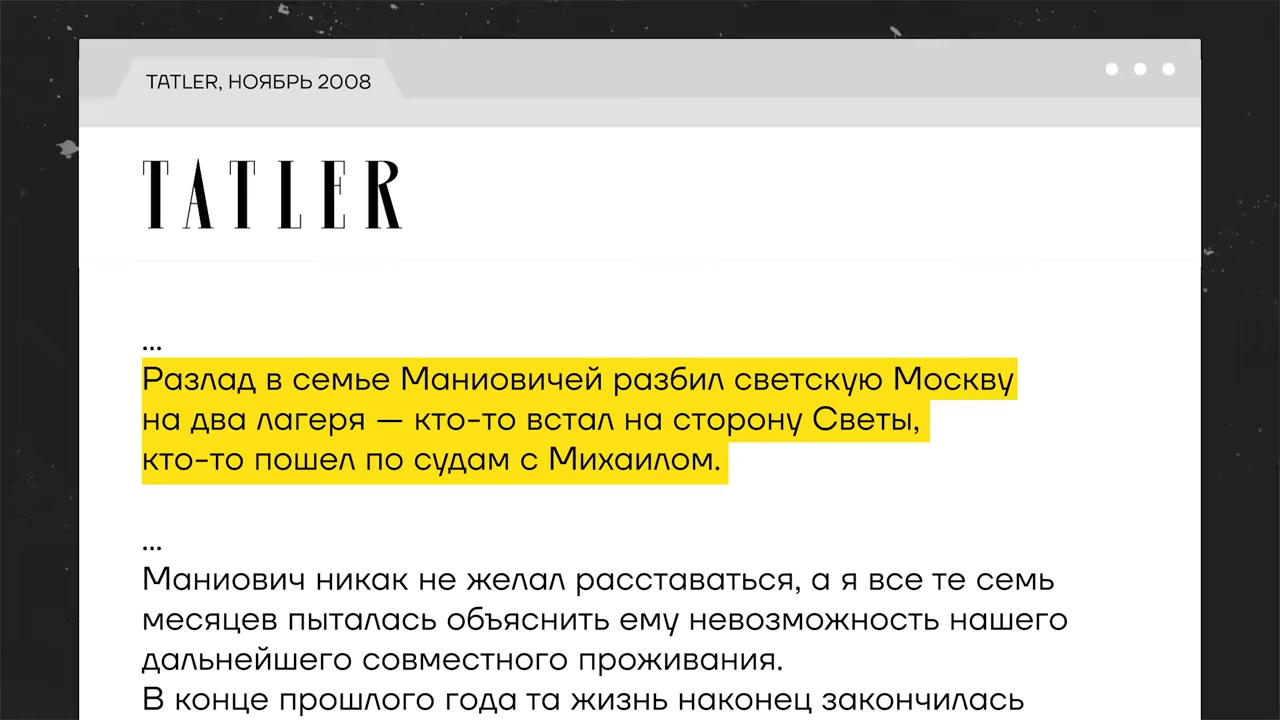 TATLER, НОЯБРЬ 2008
TATLER
...
Разлад в семье Маниовичей разбил светскую Москву
на два лагеря — кто-то встал на сторону Светы,
кто-то пошел по судам с Михаилом.
...
Маниович никак не желал расставаться, а я все те семь
месяцев пыталась объяснить ему невозможность нашего
дальнейшего совместного проживания.
В конце прошлого года та жизнь наконец закончилась